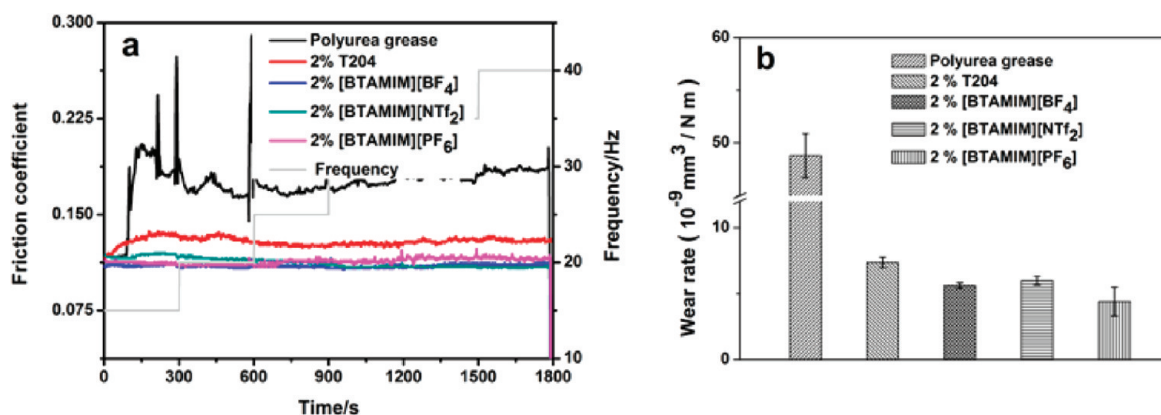 a
Polyurea grease
2% T204
2% [BTAMIM][BF4]
2% [BTAMIM][NTf2]
2% [BTAMIM][PF6]
Frequency
Friction coefficient
0.300
0.225
0.150
0.075
Frequency/Hz
40
30
20
10
0 300 600 900 1200 1500 1800
Time/s
b
Polyurea grease
2 % T204
2 % [BTAMIM][BF4]
2 % [BTAMIM][NTf2]
2 % [BTAMIM][PF6]
Wear rate ( 10-9 mm3 / N m )
60
50
10
0